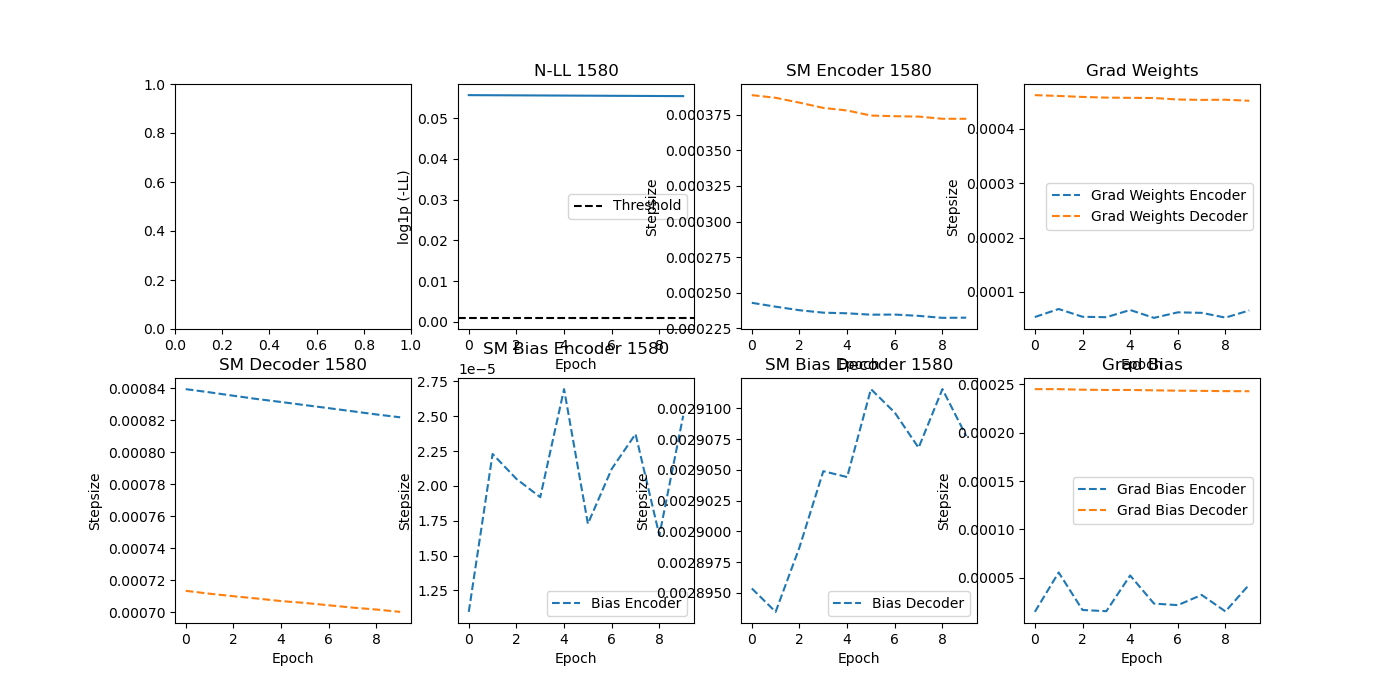 N-LL 1580
SM Encoder 1580
Grad Weights
1.0
0.8
0.6
0.4
0.2
0.0
0.0 0.2 0.4 0.6 0.8 1.0
log1p (-LL)
0.05
0.04
0.03
0.02
0.01
0.00
Threshold
0 2 4 6 8
Epoch
Stepsize
0.000375
0.000350
0.000325
0.000300
0.000275
0.000250
0.000225
0 2 4 6 8
Epoch
Stepsize
0.0004
0.0003
0.0002
0.0001
Grad Weights Encoder
Grad Weights Decoder
0 2 4 6 8
Epoch
SM Decoder 1580
SM Bias Encoder 1580
SM Bias Decoder 1580
Grad Bias
Stepsize
0.00084
0.00082
0.00080
0.00078
0.00076
0.00074
0.00072
0.00070
0 2 4 6 8
Epoch
Stepsize
1e−5
2.75
2.50
2.25
2.00
1.75
1.50
1.25
Bias Encoder
0 2 4 6 8
Epoch
Stepsize
0.0029100
0.0029075
0.0029050
0.0029025
0.0029000
0.0028975
0.0028950
Bias Decoder
0 2 4 6 8
Epoch
Stepsize
0.00025
0.00020
0.00015
0.00010
0.00005
Grad Bias Encoder
Grad Bias Decoder
0 2 4 6 8
Epoch